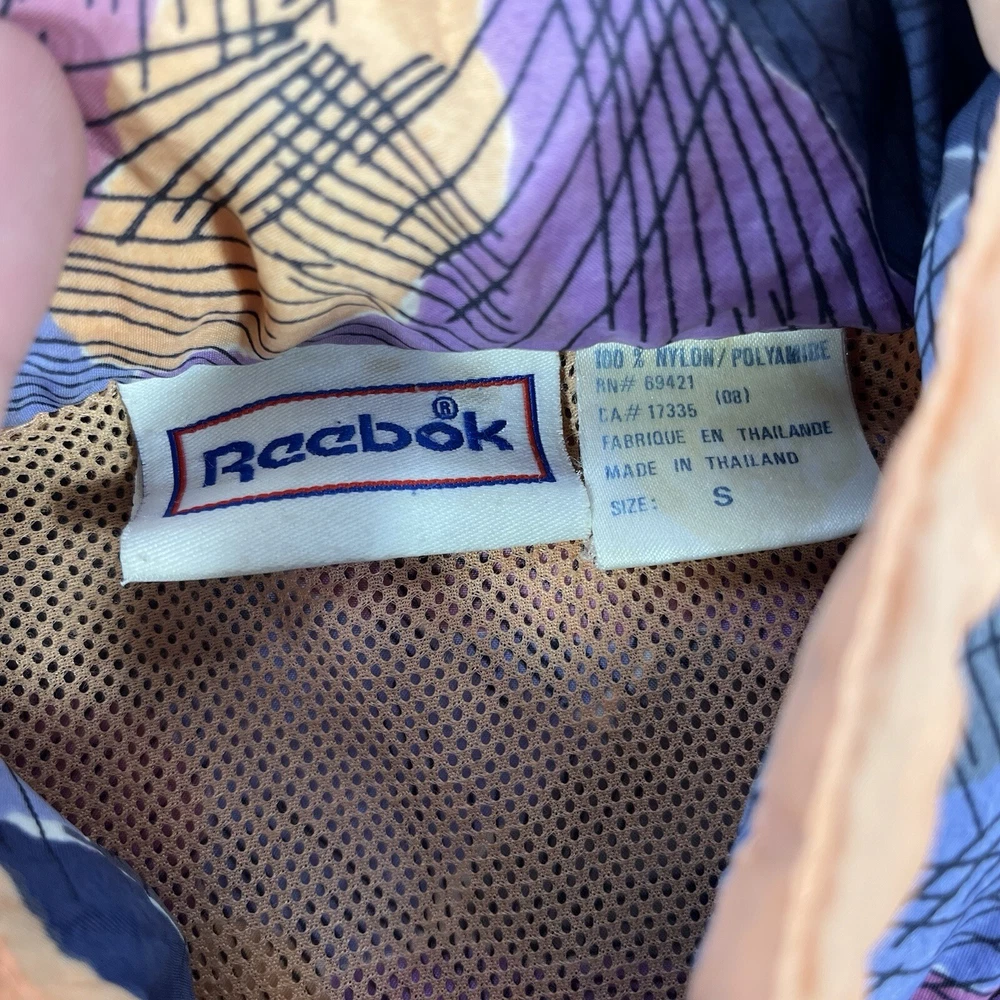 Reebok®
100 % NYLON/POLYAMIDE
RN# 69421
CA# 17335 (08)
FABRIQUE EN THAILANDE
MADE IN THAILAND
SIZE: S